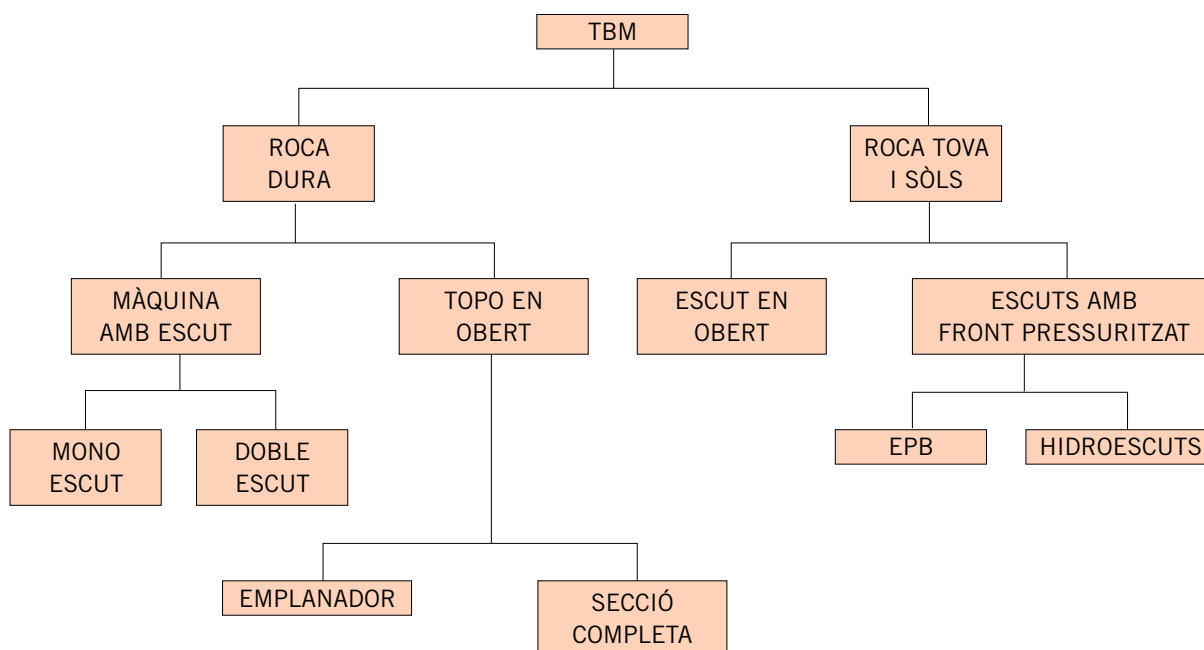 TBM
ROCA
DURA
ROCA TOVA
I SÒLS
MÀQUINA
AMB ESCUT
TOPO EN
OBERT
ESCUT EN
OBERT
ESCUTS AMB
FRONT PRESSURITZAT
MONO
ESCUT
DOBLE
ESCUT
EPB
HIDROESCUTS
EMPLANADOR
SECCIÓ
COMPLETA